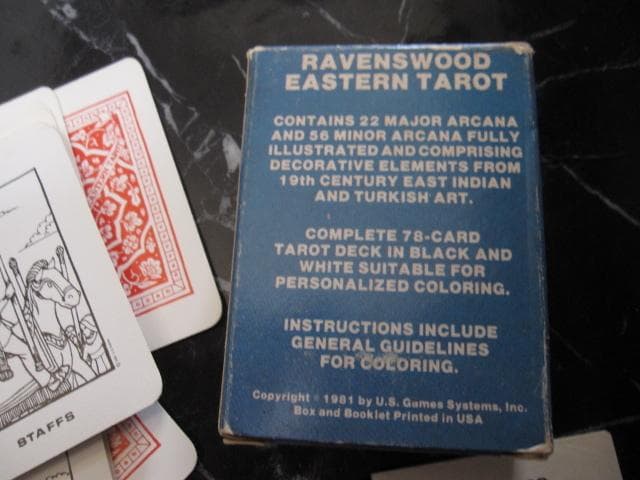 RAVENSWOOD
EASTERN TAROT
CONTAINS 22 MAJOR ARCANA
AND 56 MINOR ARCANA FULLY
ILLUSTRATED AND COMPRISING
DECORATIVE ELEMENTS FROM
19th CENTURY EAST INDIAN
AND TURKISH ART.
COMPLETE 78-CARD
TAROT DECK IN BLACK AND
WHITE SUITABLE FOR
PERSONALIZED COLORING.
INSTRUCTIONS INCLUDE
GENERAL GUIDELINES
FOR COLORING.
Copyright © 1981 by U.S. Games Systems, Inc.
Box and Booklet Printed in USA
STAFFS